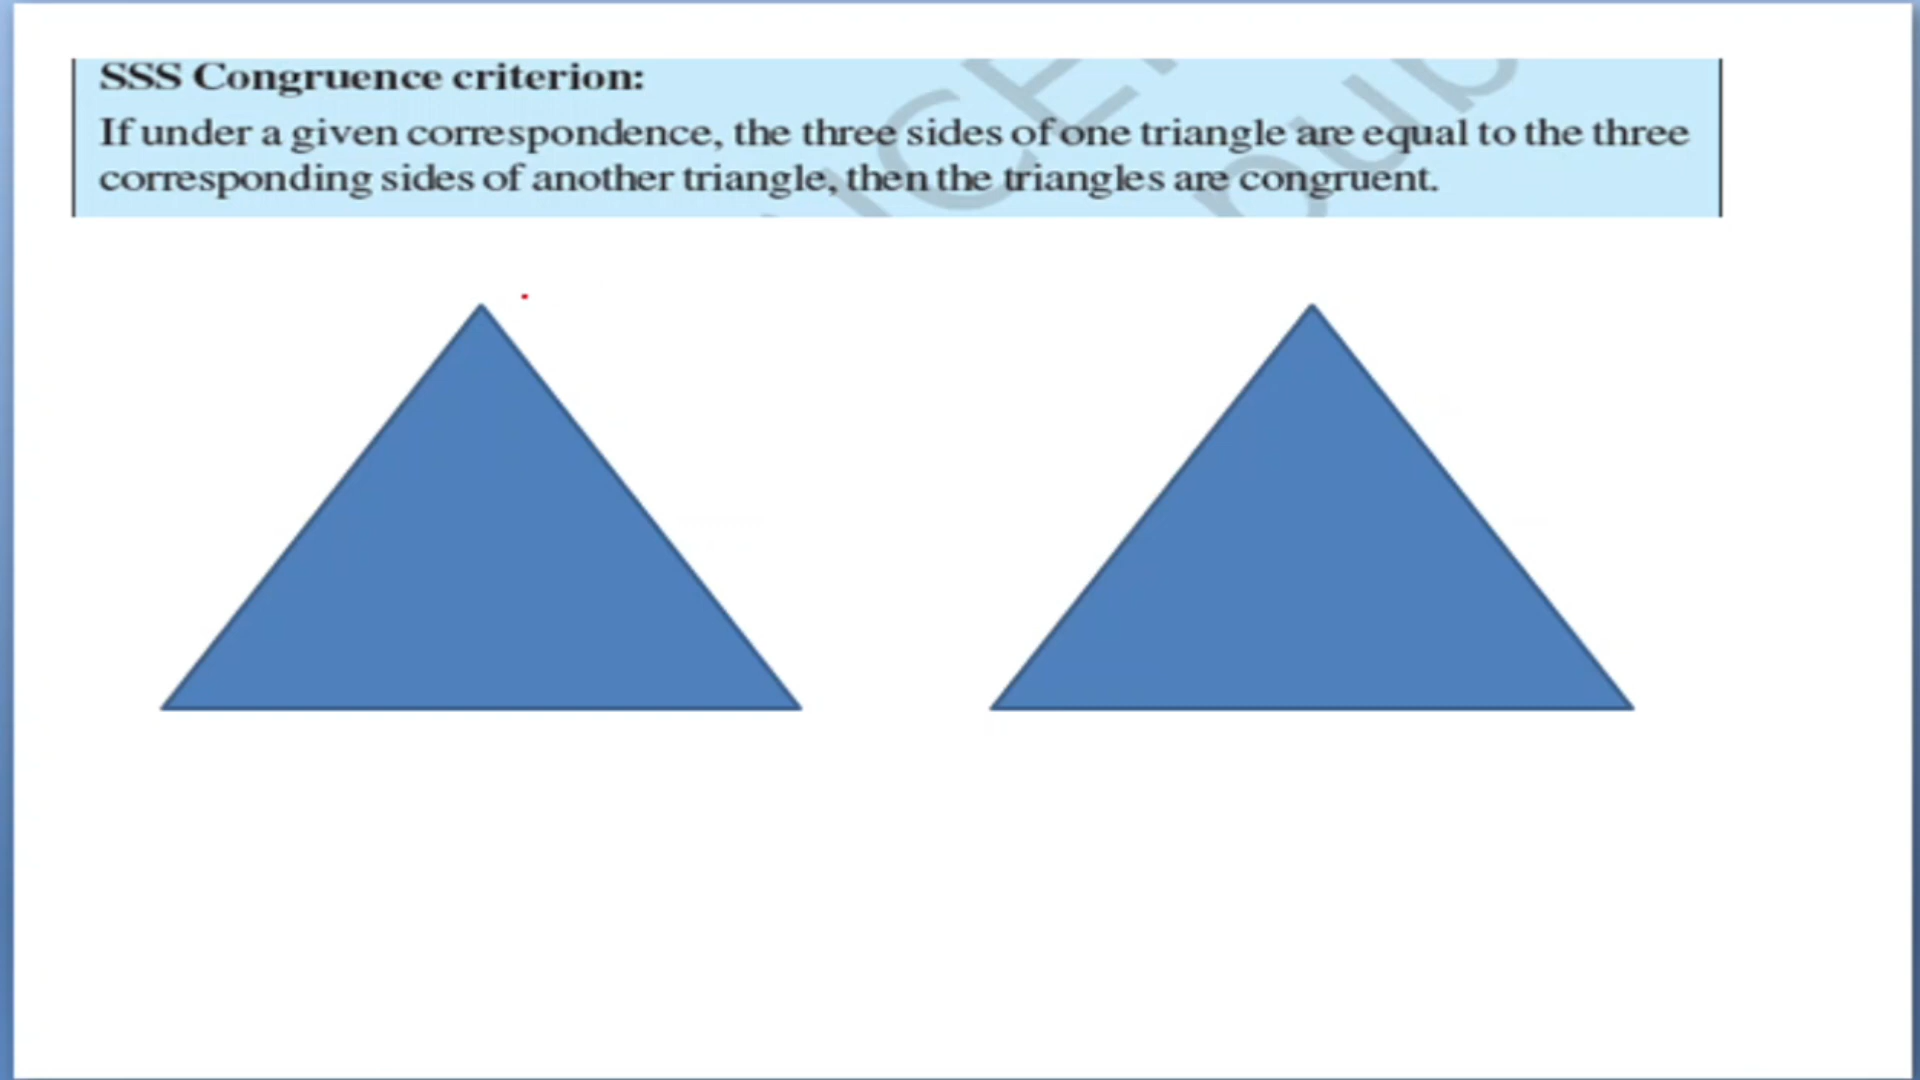 SSS Congruence criterion:
If under a given correspondence, the three sides of one triangle are equal to the three
corresponding sides of another triangle, then the triangles are congruent.